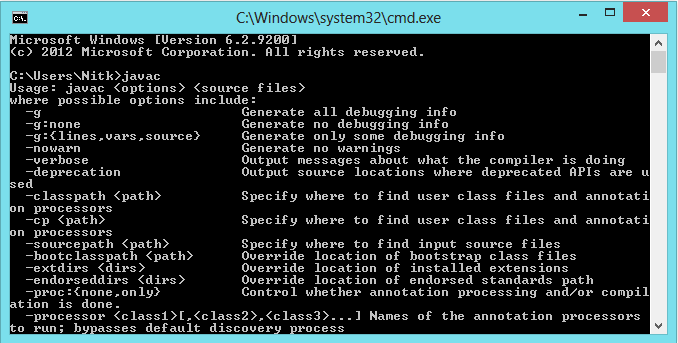 C:\Windows\system32\cmd.exe
Microsoft Windows [Version 6.2.9200]
(c) 2012 Microsoft Corporation. All rights reserved.
C:\Users\Nitk>javac
Usage: javac <options> <source files>
where possible options include:
-g Generate all debugging info
-g:none Generate no debugging info
-g:{lines,vars,source} Generate only some debugging info
-nowarn Generate no warnings
-verbose Output messages about what the compiler is doing
-deprecation Output source locations where deprecated APIs are u
sed
-classpath <path> Specify where to find user class files and annotati
on processors
-cp <path> Specify where to find user class files and annotati
on processors
-sourcepath <path> Specify where to find input source files
-bootclasspath <path> Override location of bootstrap class files
-extdirs <dirs> Override location of installed extensions
-endorseddirs <dirs> Override location of endorsed standards path
-proc:{none,only} Control whether annotation processing and/or compil
ation is done.
-processor <class1>[,<class2>,<class3>...] Names of the annotation processors
to run; bypasses default discovery process